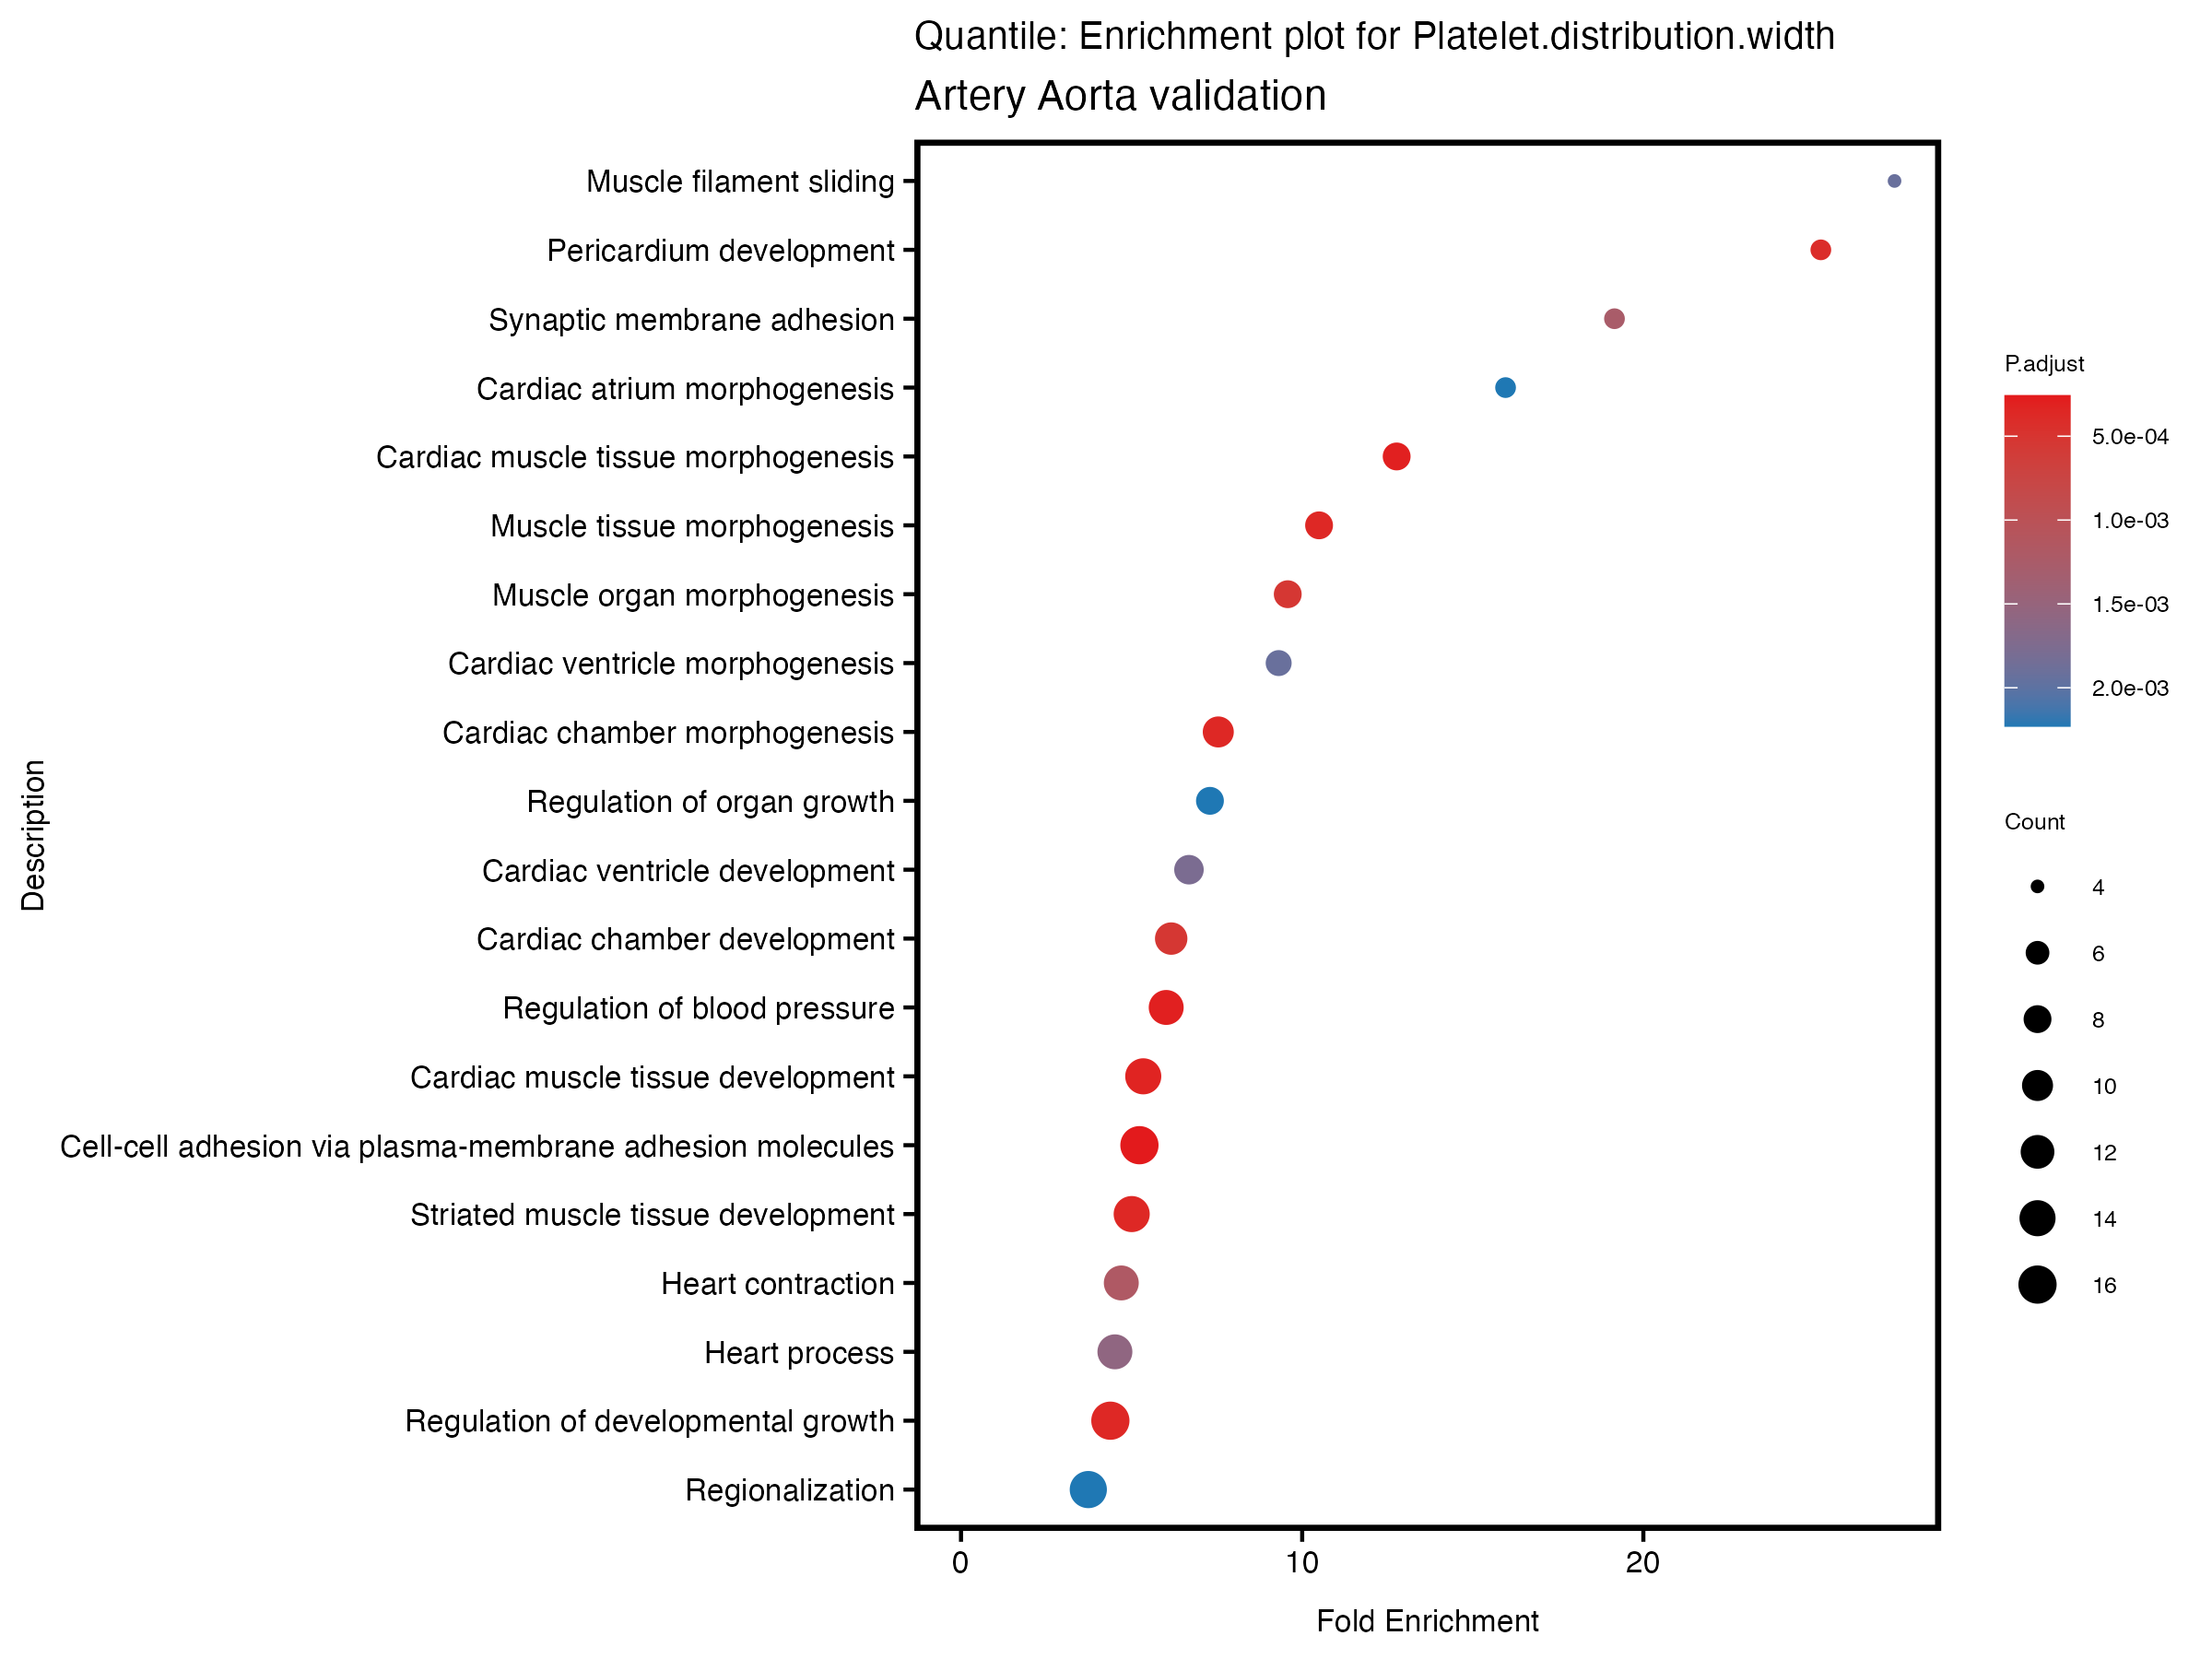 Quantile: Enrichment plot for Platelet.distribution.width
Artery Aorta validation
Description
Muscle filament sliding
Pericardium development
Synaptic membrane adhesion
Cardiac atrium morphogenesis
Cardiac muscle tissue morphogenesis
Muscle tissue morphogenesis
Muscle organ morphogenesis
Cardiac ventricle morphogenesis
Cardiac chamber morphogenesis
Regulation of organ growth
Cardiac ventricle development
Cardiac chamber development
Regulation of blood pressure
Cardiac muscle tissue development
Cell-cell adhesion via plasma-membrane adhesion molecules
Striated muscle tissue development
Heart contraction
Heart process
Regulation of developmental growth
Regionalization
0 10 20
Fold Enrichment
P.adjust
5.0e-04
1.0e-03
1.5e-03
2.0e-03
Count
4
6
8
10
12
14
16